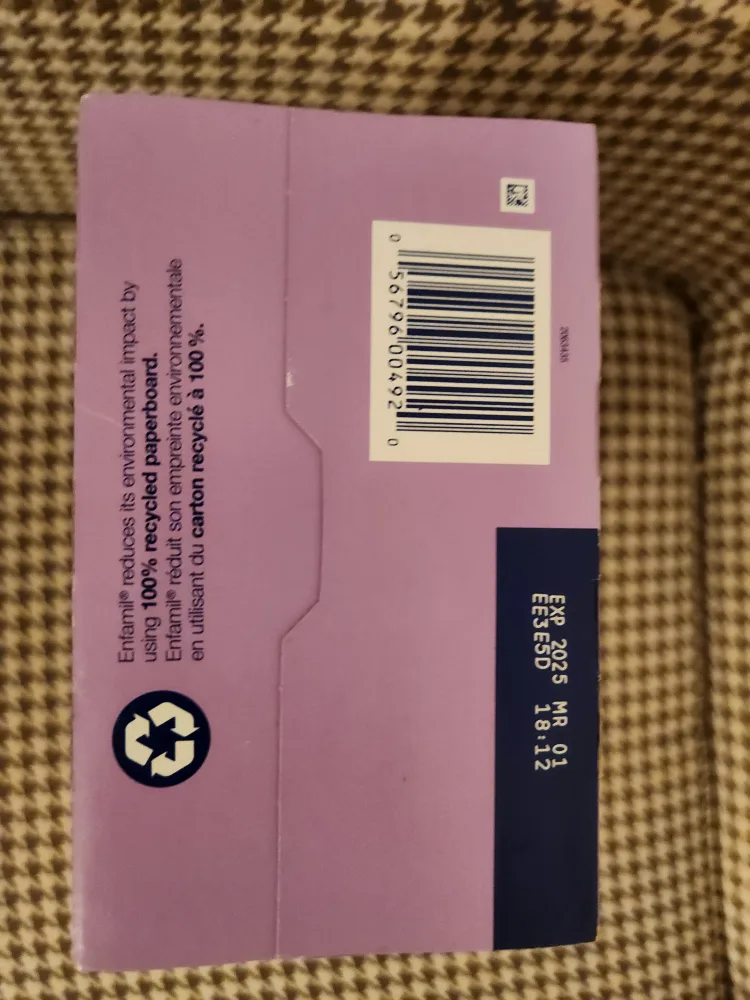 Enfamil® reduces its environmental impact by
using 100% recycled paperboard.
Enfamil® réduit son empreinte environnementale
en utilisant du carton recyclé à 100 %.
0 56796 00492 0
2063435
EXP 2025 MR 01
EE3E5D 18:12